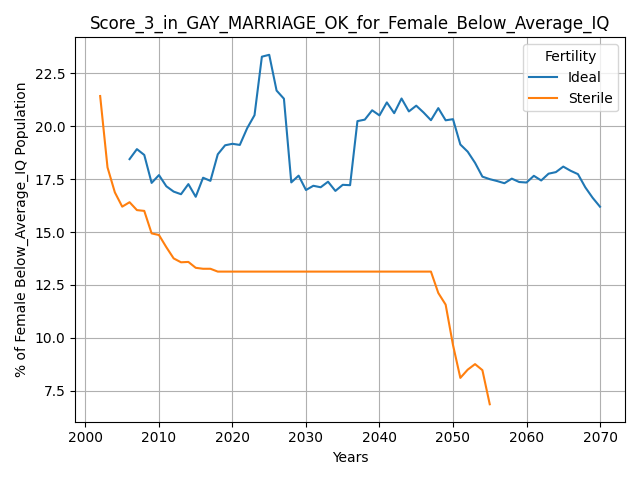 Score_3_in_GAY_MARRIAGE_OK_for_Female_Below_Average_IQ
Fertility
Ideal
Sterile
% of Female Below_Average_IQ Population
22.5
20.0
17.5
15.0
12.5
10.0
7.5
2000 2010 2020 2030 2040 2050 2060 2070
Years